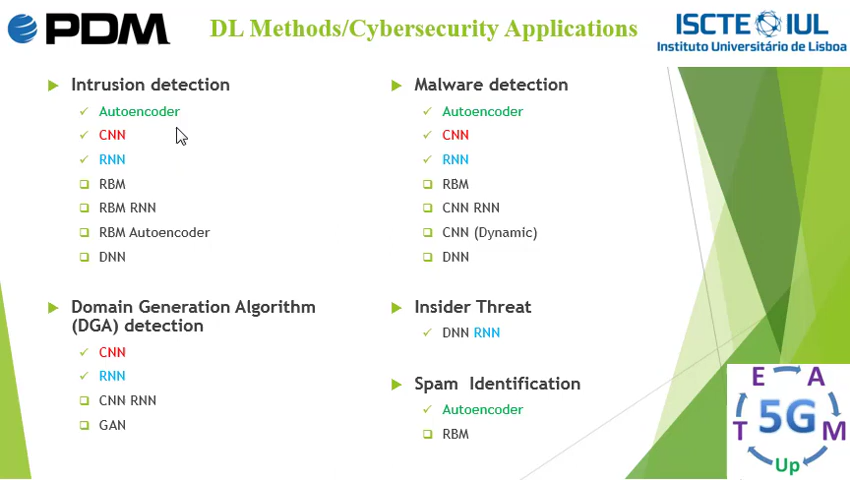 PDM
DL Methods/Cybersecurity Applications
ISCTE IUL
Instituto Universitário de Lisboa
Intrusion detection
Autoencoder
CNN
RNN
RBM
RBM RNN
RBM Autoencoder
DNN
Domain Generation Algorithm
(DGA) detection
CNN
RNN
CNN RNN
GAN
Malware detection
Autoencoder
CNN
RNN
RBM
CNN RNN
CNN (Dynamic)
DNN
Insider Threat
DNN RNN
Spam Identification
Autoencoder
RBM
E A
T 5G M
Up